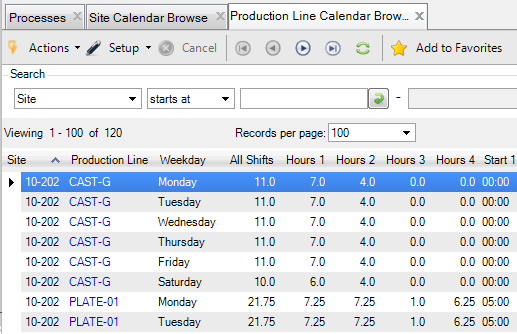 Processes Site Calendar Browse Production Line Calendar Brow...
Actions Setup Cancel Add to Favorites
Search
Site starts at -
Viewing 1 - 100 of 120 Records per page: 100
Site Production Line Weekday All Shifts Hours 1 Hours 2 Hours 3 Hours 4 Start 1
10-202 CAST-G Monday 11.0 7.0 4.0 0.0 0.0 00:00
10-202 CAST-G Tuesday 11.0 7.0 4.0 0.0 0.0 00:00
10-202 CAST-G Wednesday 11.0 7.0 4.0 0.0 0.0 00:00
10-202 CAST-G Thursday 11.0 7.0 4.0 0.0 0.0 00:00
10-202 CAST-G Friday 11.0 7.0 4.0 0.0 0.0 00:00
10-202 CAST-G Saturday 10.0 6.0 4.0 0.0 0.0 00:00
10-202 PLATE-01 Monday 21.75 7.25 7.25 1.0 6.25 05:00
10-202 PLATE-01 Tuesday 21.75 7.25 7.25 1.0 6.25 05:00